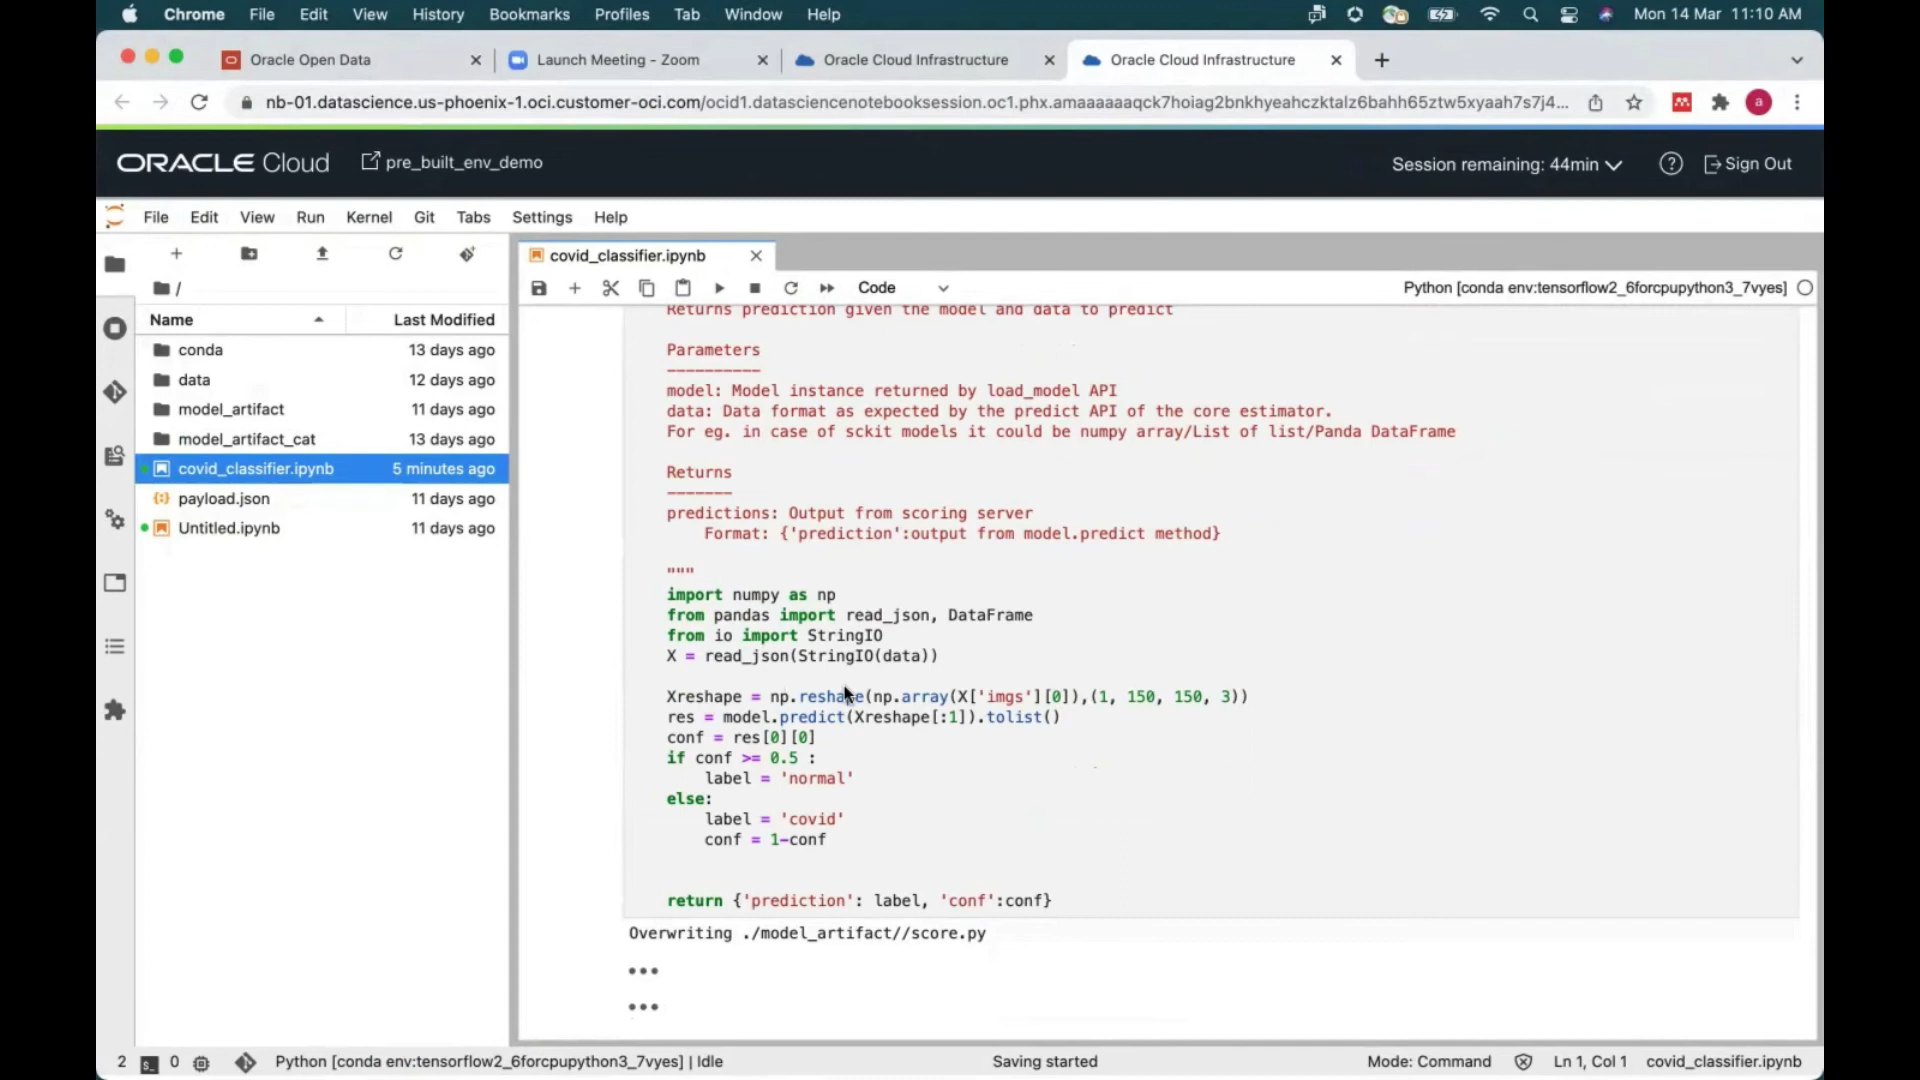 Chrome File Edit View History Bookmarks Profiles Tab Window Help Mon 14 Mar 11:10 AM
Oracle Open Data Launch Meeting - Zoom Oracle Cloud Infrastructure Oracle Cloud Infrastructure
nb-01.datascience.us-phoenix-1.oci.customer-oci.com/ocid1.datasciencenotebooksession.oc1.phx.amaaaaaaqck7hoiag2bnkhyeahczktalz6bahh65ztw5xyaah7s7j4... a
ORACLE Cloud pre_built_env_demo Session remaining: 44min ? Sign Out
File Edit View Run Kernel Git Tabs Settings Help
covid_classifier.ipynb
/
Code Python [conda env:tensorflow2_6forcpupython3_7vyes]
Name Last Modified
conda 13 days ago
data 12 days ago
model_artifact 11 days ago
model_artifact_cat 13 days ago
covid_classifier.ipynb 5 minutes ago
payload.json 11 days ago
Untitled.ipynb 11 days ago
Returns prediction given the model and data to predict
Parameters
----------
model: Model instance returned by load_model API
data: Data format as expected by the predict API of the core estimator.
For eg. in case of sckit models it could be numpy array/List of list/Panda DataFrame
Returns
-------
predictions: Output from scoring server
Format: {'prediction':output from model.predict method}
"""
import numpy as np
from pandas import read_json, DataFrame
from io import StringIO
X = read_json(StringIO(data))
Xreshape = np.reshape(np.array(X['imgs'][0]),(1, 150, 150, 3))
res = model.predict(Xreshape[:1]).tolist()
conf = res[0][0]
if conf >= 0.5 :
label = 'normal'
else:
label = 'covid'
conf = 1-conf
return {'prediction': label, 'conf':conf}
Overwriting ./model_artifact//score.py
2 0 Python [conda env:tensorflow2_6forcpupython3_7vyes] | Idle Saving started Mode: Command Ln 1, Col 1 covid_classifier.ipynb